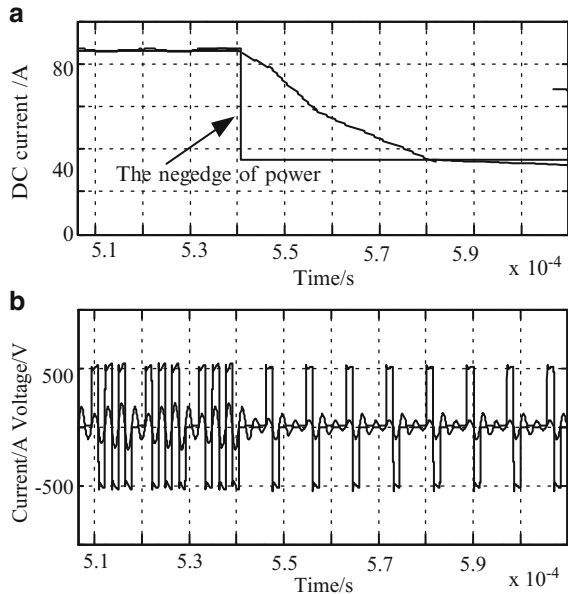 a
DC current /A
80
40
0
The negedge of power
5.1 5.3 5.5 5.7 5.9
Time/s
x 10-4
b
Current/A Voltage/V
500
-500
5.1 5.3 5.5 5.7 5.9
Time/s
x 10-4